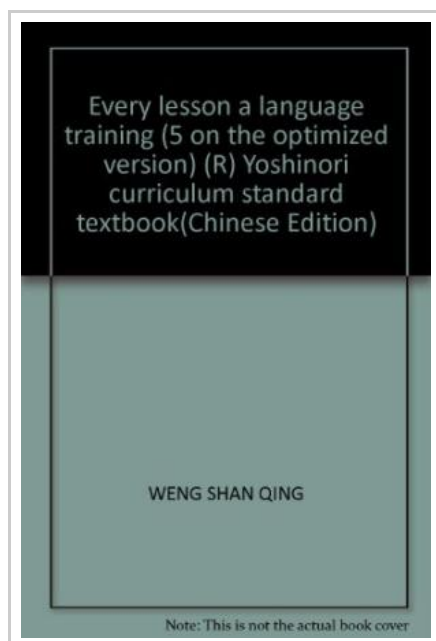 Every lesson a language
training (5 on the optimized
version) (R) Yoshinori
curriculum standard
textbook(Chinese Edition)
WENG SHAN QING
Note: This is not the actual book cover